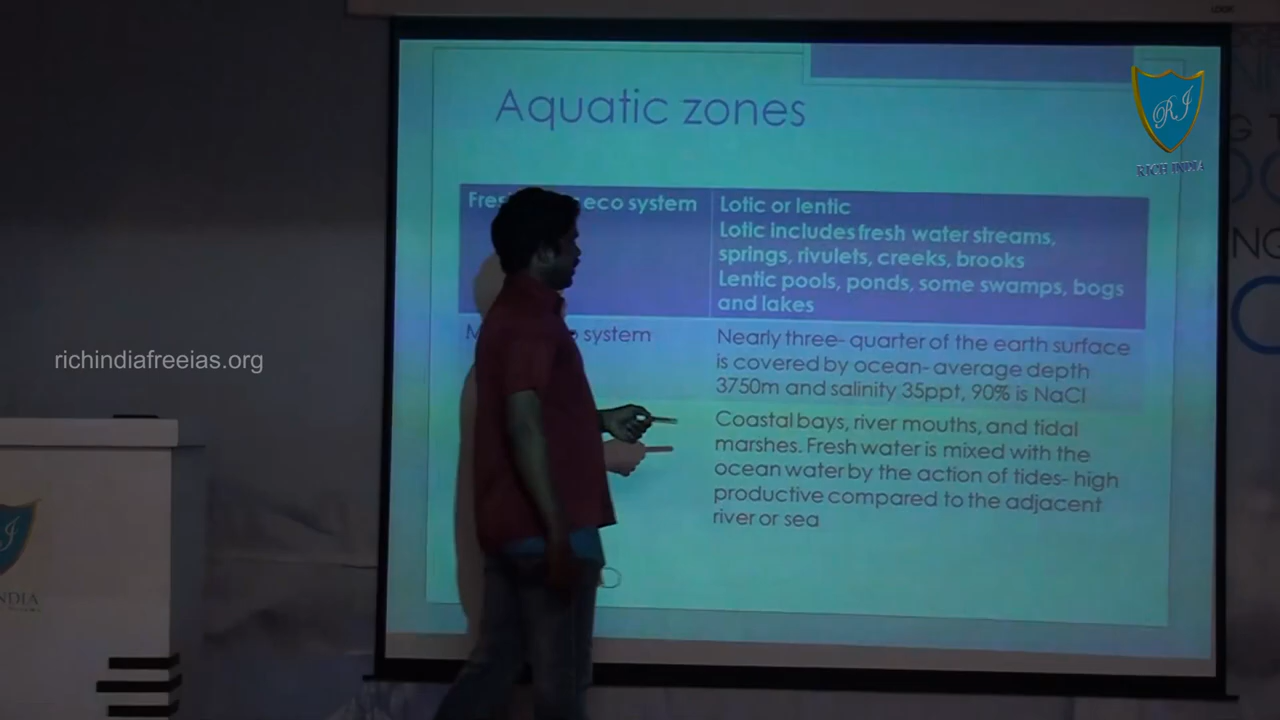 Aquatic zones
RICH INDIA
eco system
Lotic or lentic
Lotic includes fresh water streams,
springs, rivulets, creeks, brooks
Lentic pools, ponds, some swamps, bogs
and lakes
system
Nearly three- quarter of the earth surface
is covered by ocean- average depth
3750m and salinity 35ppt, 90% is NaCl
Coastal bays, river mouths, and tidal
marshes. Fresh water is mixed with the
ocean water by the action of tides- high
productive compared to the adjacent
river or sea
richindiafreeias.org